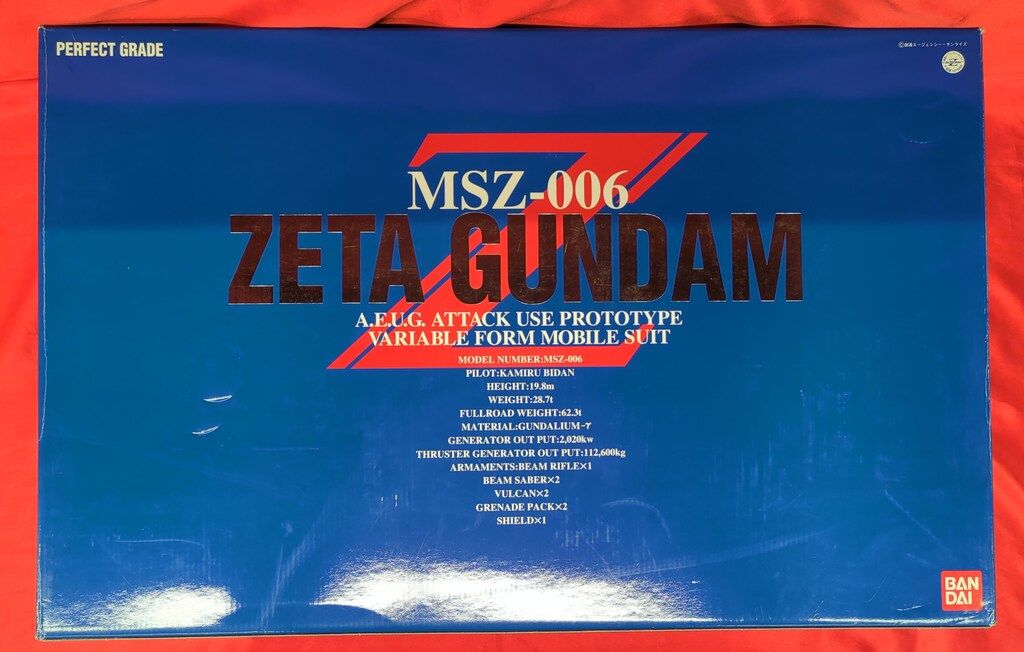 PERFECT GRADE
©創通エージェンシー・サンライズ
MSZ-006
ZETA GUNDAM
A.E.U.G. ATTACK USE PROTOTYPE
VARIABLE FORM MOBILE SUIT
MODEL NUMBER:MSZ-006
PILOT:KAMIRU BIDAN
HEIGHT:19.8m
WEIGHT:28.7t
FULLROAD WEIGHT:62.3t
MATERIAL:GUNDALIUM-γ
GENERATOR OUT PUT:2,020kw
THRUSTER GENERATOR OUT PUT:112,600kg
ARMAMENTS:BEAM RIFLE×1
BEAM SABER×2
VULCAN×2
GRENADE PACK×2
SHIELD×1
BAN
DAI